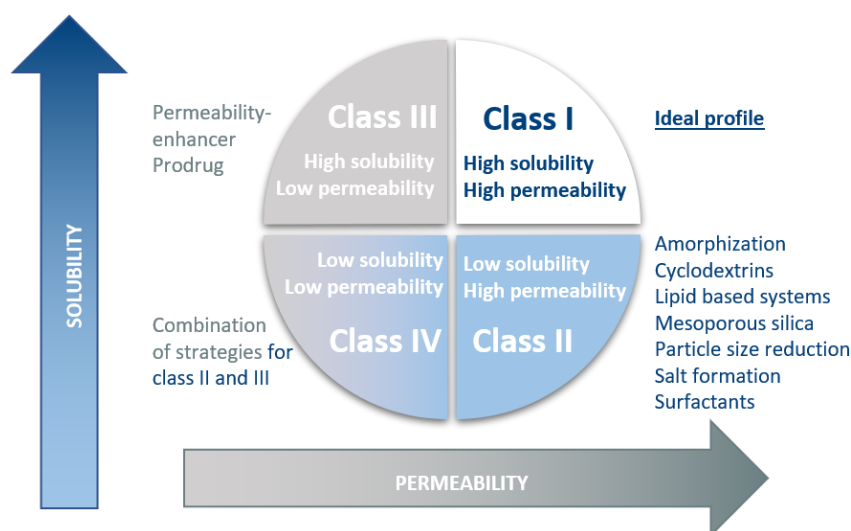 SOLUBILITY
Permeability-
enhancer
Prodrug
Class III
High solubility
Low permeability
Class I
High solubility
High permeability
Ideal profile
Low solubility
Low permeability
Class IV
Low solubility
High permeability
Class II
Combination
of strategies for
class II and III
Amorphization
Cyclodextrins
Lipid based systems
Mesoporous silica
Particle size reduction
Salt formation
Surfactants
PERMEABILITY